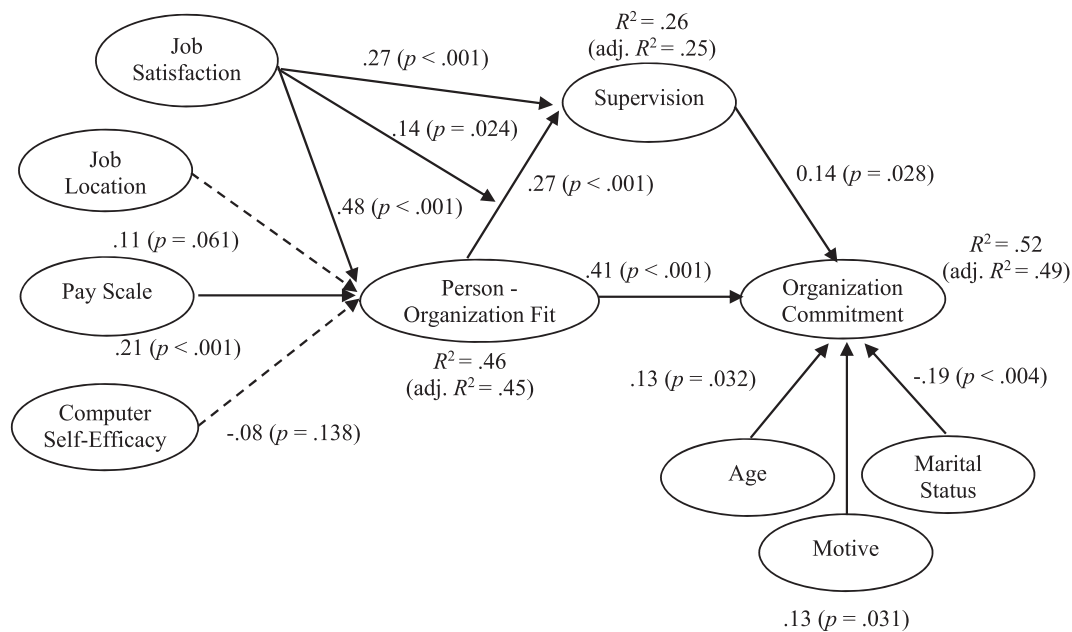 R² = .26
(adj. R² = .25)
Job
Satisfaction
.27 (p < .001)
Supervision
.14 (p = .024)
Job
Location
.27 (p < .001)
0.14 (p = .028)
.48 (p < .001)
.11 (p = .061)
R² = .52
(adj. R² = .49)
Pay Scale
Person -
Organization Fit
.41 (p < .001)
Organization
Commitment
.21 (p < .001)
R² = .46
(adj. R² = .45)
.13 (p = .032)
-.19 (p < .004)
Computer
Self-Efficacy
-.08 (p = .138)
Age
Marital
Status
Motive
.13 (p = .031)